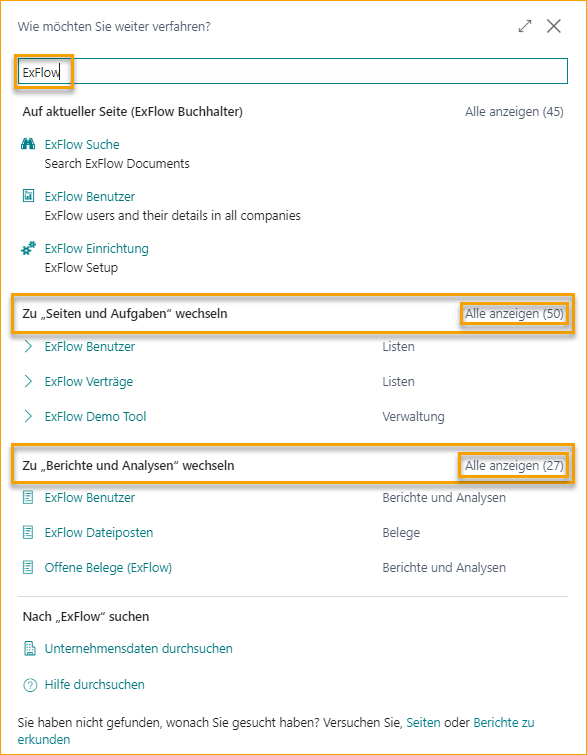 Wie möchten Sie weiter verfahren?
ExFlow
Auf aktueller Seite (ExFlow Buchhalter) Alle anzeigen (45)
ExFlow Suche
Search ExFlow Documents
ExFlow Benutzer
ExFlow users and their details in all companies
ExFlow Einrichtung
ExFlow Setup
Zu „Seiten und Aufgaben“ wechseln Alle anzeigen (50)
ExFlow Benutzer Listen
ExFlow Verträge Listen
ExFlow Demo Tool Verwaltung
Zu „Berichte und Analysen“ wechseln Alle anzeigen (27)
ExFlow Benutzer Berichte und Analysen
ExFlow Dateiposten Belege
Offene Belege (ExFlow) Berichte und Analysen
Nach „ExFlow“ suchen
Unternehmensdaten durchsuchen
Hilfe durchsuchen
Sie haben nicht gefunden, wonach Sie gesucht haben? Versuchen Sie, Seiten oder Berichte zu
erkunden